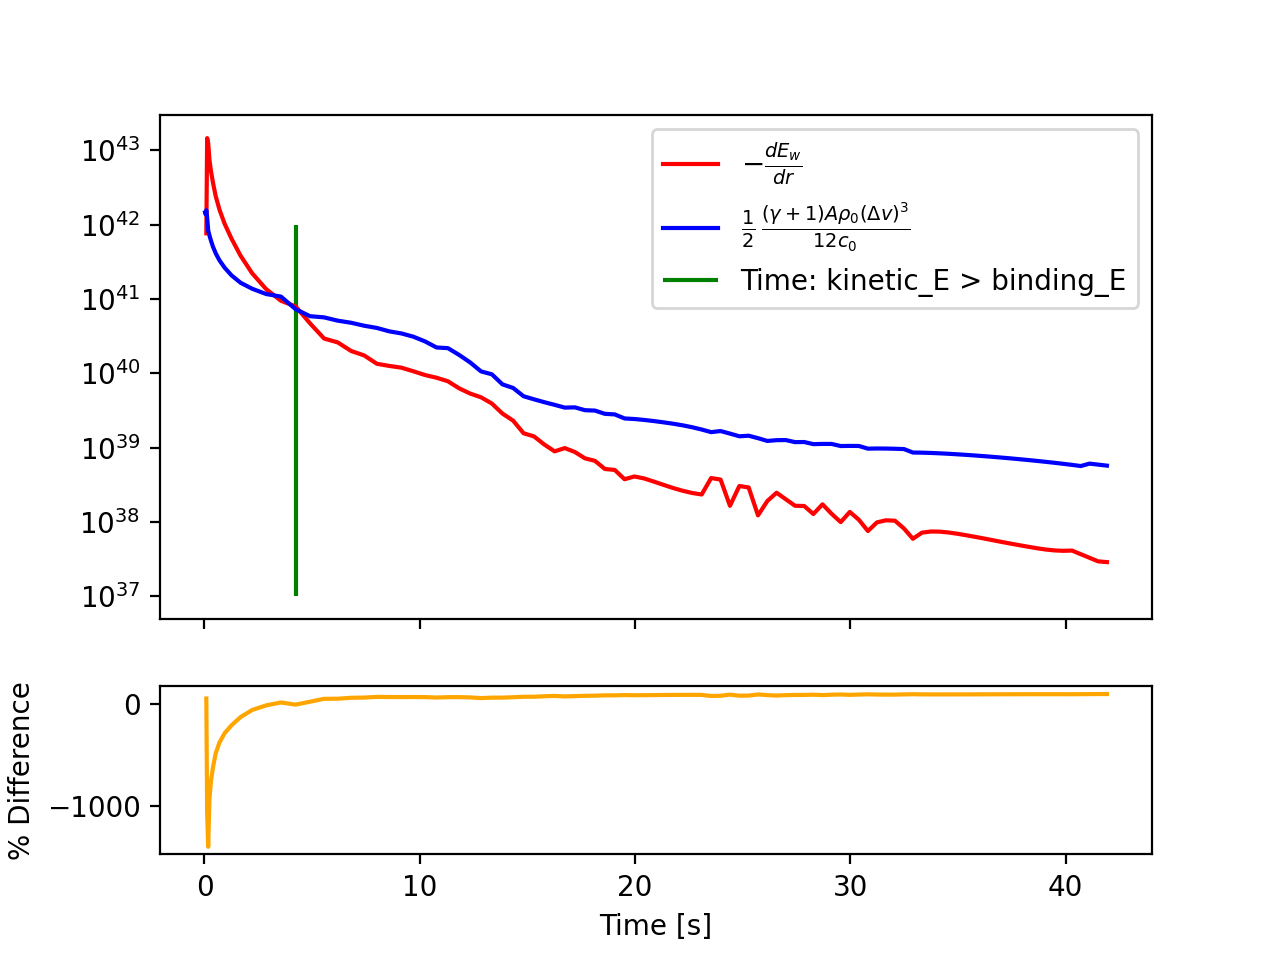 10^43
10^42
10^41
10^40
10^39
10^38
10^37
−dE_w/dr
1/2 (γ + 1)Aρ_0(Δv)^3/12c_0
Time: kinetic_E > binding_E
% Difference
0
−1000
0 10 20 30 40
Time [s]